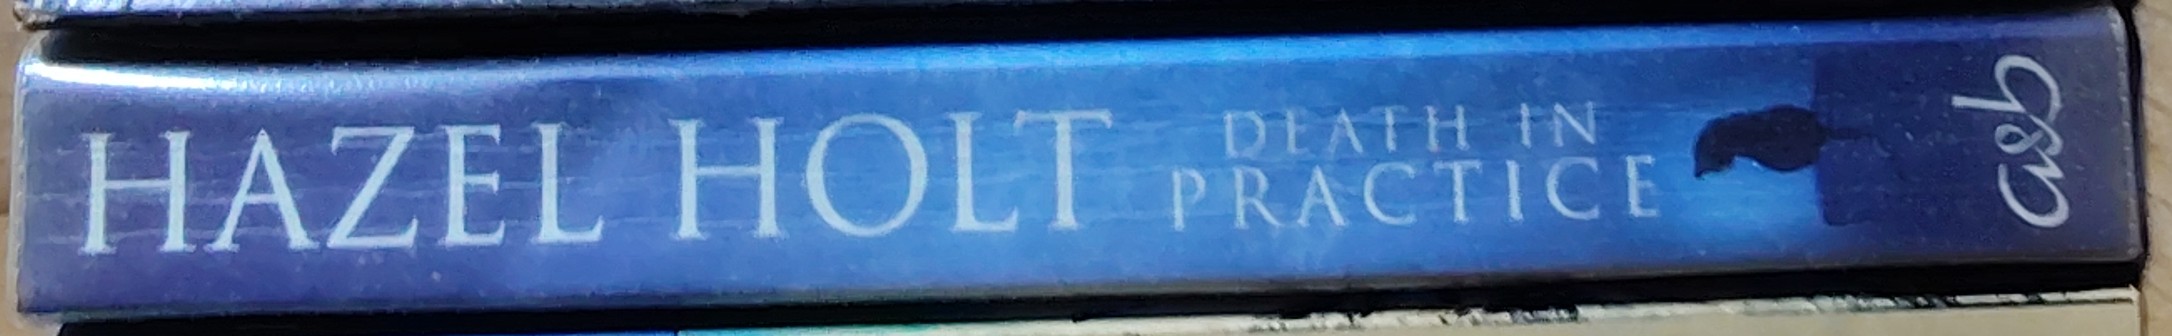 HAZEL HOLT
DEATH IN
PRACTICE
a&b